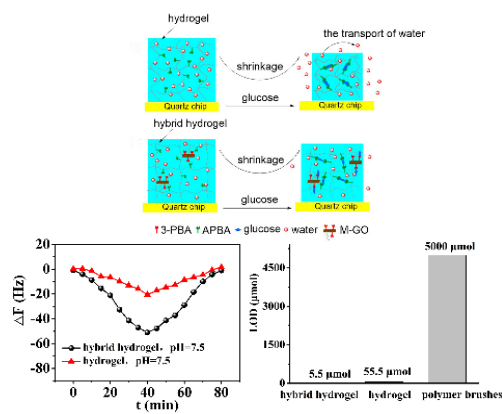 hydrogel
the transport of water
shrinkage
glucose
Quartz chip
Quartz chip
hybrid hydrogel
shrinkage
glucose
Quartz chip
Quartz chip
3-PBA APBA glucose water M-GO
20
0
-20
-40
-60
-80
ΔF (Hz)
hybrid hydrogel, pH=7.5
hydrogel, pH=7.5
0 20 40 60 80
t (min)
5000 μmol
4500
3000
1500
0
LOD (μmol)
5.5 μmol
55.5 μmol
hybrid hydrogel hydrogel polymer brushes